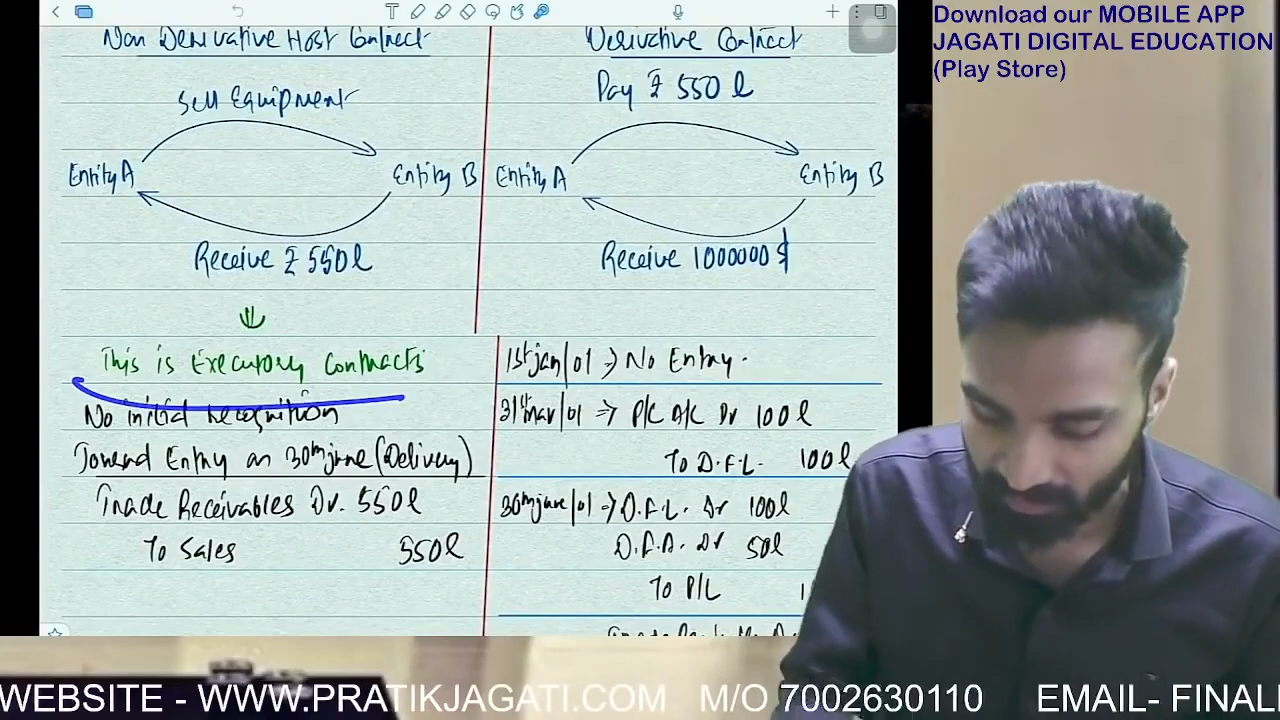 Download our MOBILE APP
JAGATI DIGITAL EDUCATION
(Play Store)
Non Derivative Host Contract
Sell Equipment
Entity A
Entity B
Receive ₹ 550 l
This is Executory Contracts
No initial recognition
Journal Entry on 30th June (Delivery)
Trade Receivables Dr. 550 l
To Sales 550 l
Derivative Contract
Pay ₹ 550 l
Entity A
Entity B
Receive 1000000 $
1st Jan/01 ⇒ No Entry.
31st Mar/01 ⇒ P/L A/C Dr 100 l
To D.F.L. 100 l
30th June/01 ⇒ D.F.L. Dr 100 l
D.F.A. Dr 50 l
To P/L
WEBSITE - WWW.PRATIKJAGATI.COM M/O 7002630110 EMAIL- FINAL